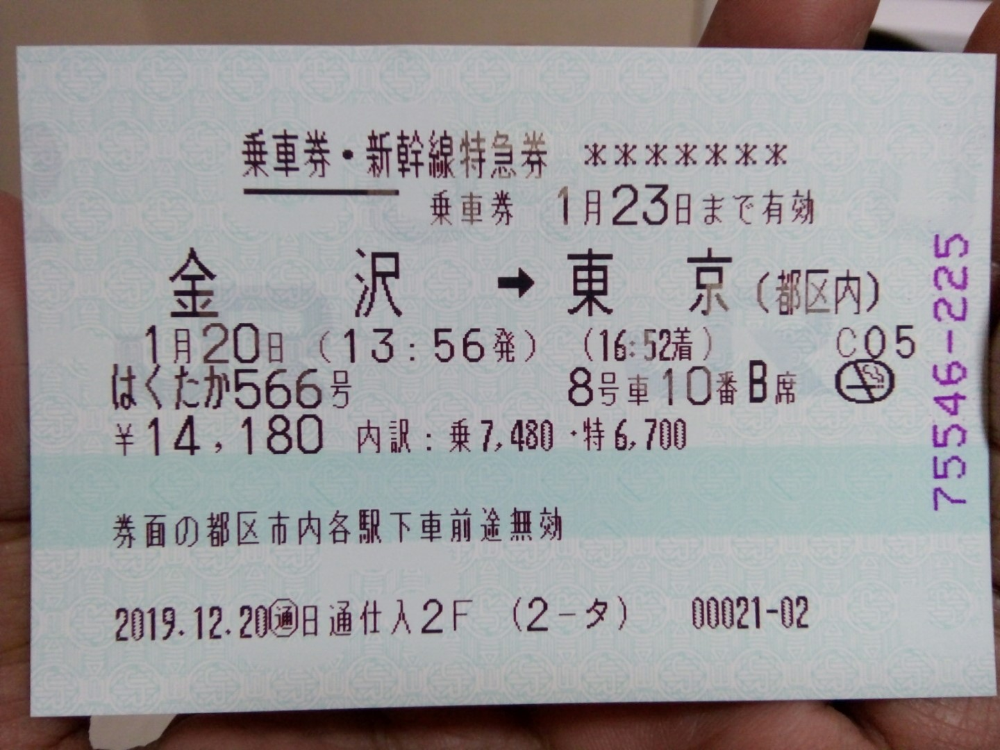 乗車券・新幹線特急券 *******
乗車券 1月23日まで有効
金沢➡東京(都区内)
1月20日 (13:56発) (16:52着) C05
はくたか566号 8号車10番B席
¥14,180 内訳:乗7,480・特6,700
券面の都区市内各駅下車前途無効
2019.12.20㊝日通仕入2F (2-タ) 00021-02
75546-225